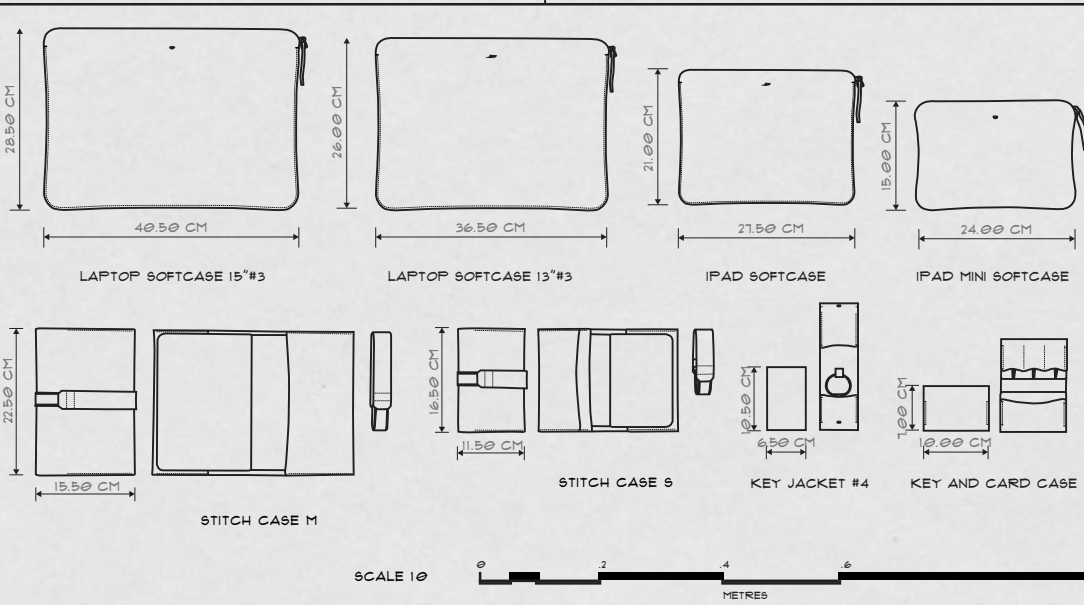 28.50 CM
26.00 CM
21.00 CM
15.00 CM
40.50 CM
36.50 CM
27.50 CM
24.00 CM
LAPTOP SOFTCASE 15"#3
LAPTOP SOFTCASE 13"#3
IPAD SOFTCASE
IPAD MINI SOFTCASE
22.50 CM
16.50 CM
10.50 CM
7.00 CM
15.50 CM
11.50 CM
6.50 CM
10.00 CM
STITCH CASE M
STITCH CASE S
KEY JACKET #4
KEY AND CARD CASE
SCALE 10
0 .2 .4 .6
METRES